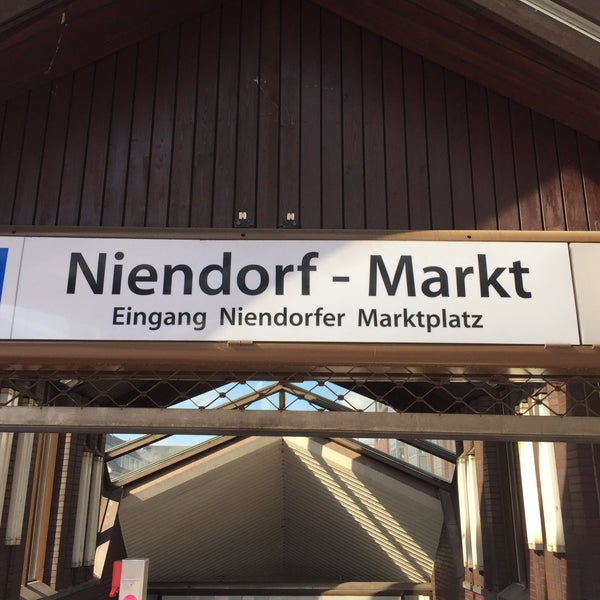 Niendorf - Markt
Eingang Niendorfer Marktplatz